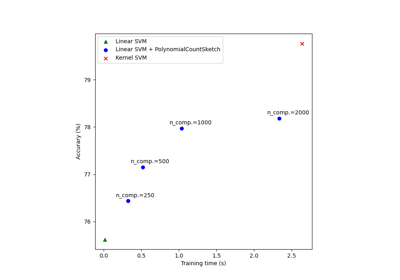 Linear SVM
Linear SVM + PolynomialCountSketch
Kernel SVM
79
78
77
76
Accurary (%)
n_comp.=2000
n_comp.=1000
n_comp.=500
n_comp.=250
0.0 0.5 1.0 1.5 2.0 2.5
Training time (s)